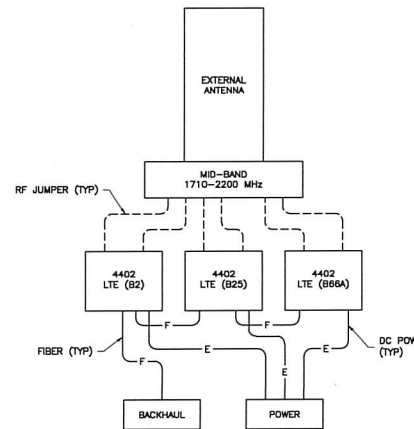 EXTERNAL
ANTENNA
MID-BAND
1710-2200 MHz
RF JUMPER (TYP)
4402
LTE (B2)
4402
LTE (B25)
4402
LTE (B66A)
F
F
FIBER (TYP)
DC POW
(TYP)
F
E
E
E
BACKHAUL
POWER